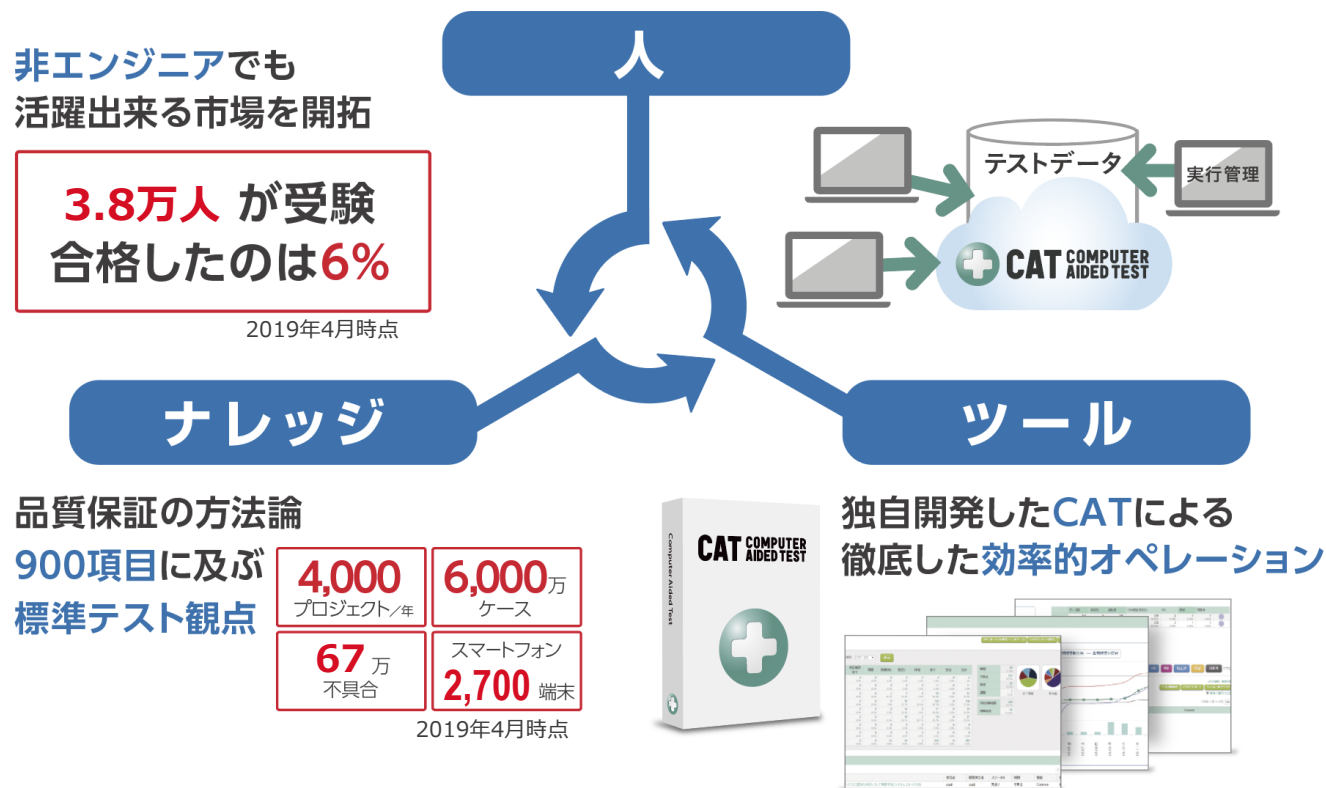 人
非エンジニアでも
活躍出来る市場を開拓
3.8万人 が受験
合格したのは6%
2019年4月時点
テストデータ
実行管理
CAT COMPUTER
AIDED TEST
ナレッジ
品質保証の方法論
900項目に及ぶ
標準テスト観点
4,000
プロジェクト/年
6,000万
ケース
67 万
不具合
スマートフォン
2,700 端末
2019年4月時点
ツール
独自開発したCATによる
徹底した効率的オペレーション
CAT COMPUTER
AIDED TEST
Computer Aided Test